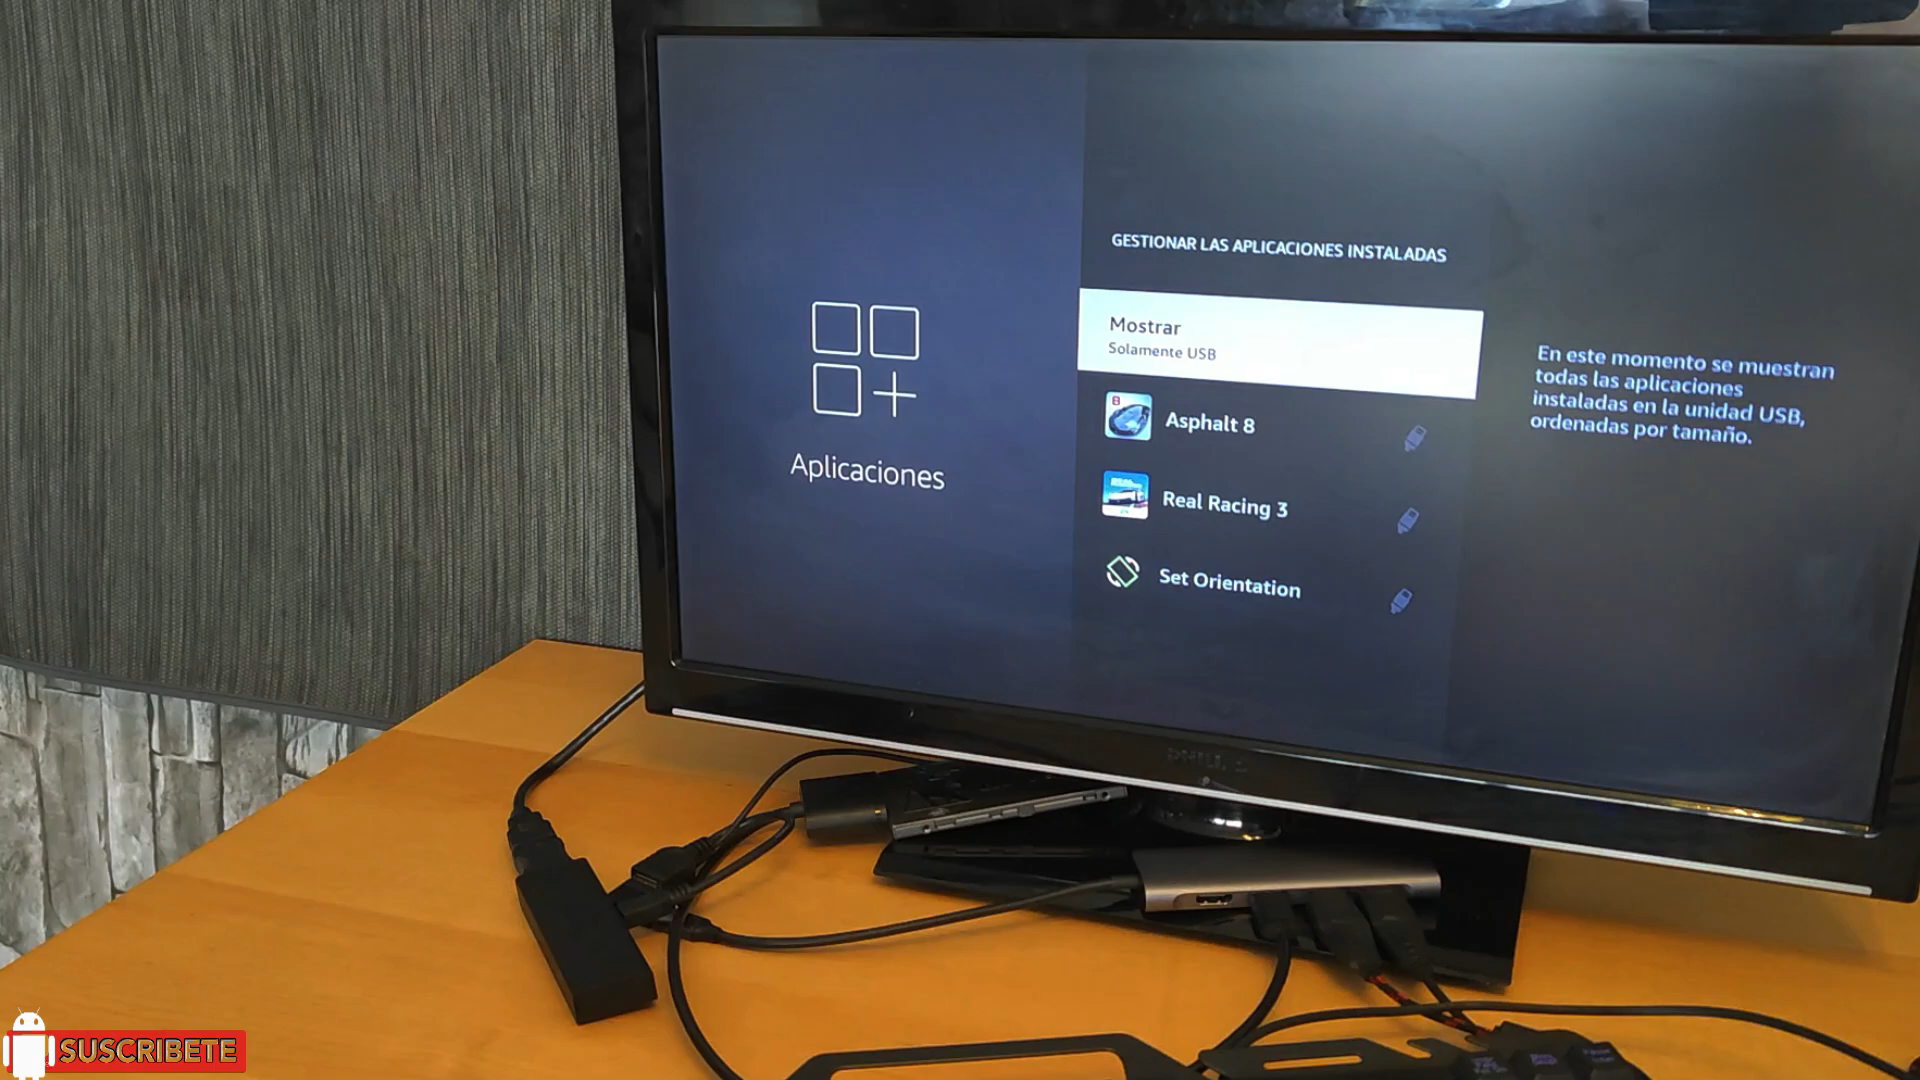 GESTIONAR LAS APLICACIONES INSTALADAS
Mostrar
Solamente USB
Asphalt 8
Real Racing 3
Set Orientation
Aplicaciones
En este momento se muestran
todas las aplicaciones
instaladas en la unidad USB,
ordenadas por tamaño.
PHILIPS
SUSCRIBETE